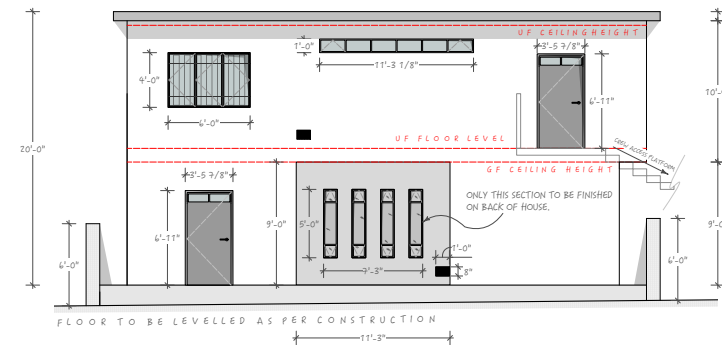 UF CEILING HEIGHT
1'-0"
3'-5 7/8"
11'-3 1/8"
4'-0"
6'-0"
6'-11"
10'-0
20'-0"
UF FLOOR LEVEL
CREW ACCESS PLATFORM
GF CEILING HEIGHT
3'-5 7/8"
ONLY THIS SECTION TO BE FINISHED
ON BACK OF HOUSE.
6'-11"
9'-0"
5'-0"
9'-0
1'-0"
6'-0"
7'-3"
8"
6'-0"
FLOOR TO BE LEVELLED AS PER CONSTRUCTION
11'-3"